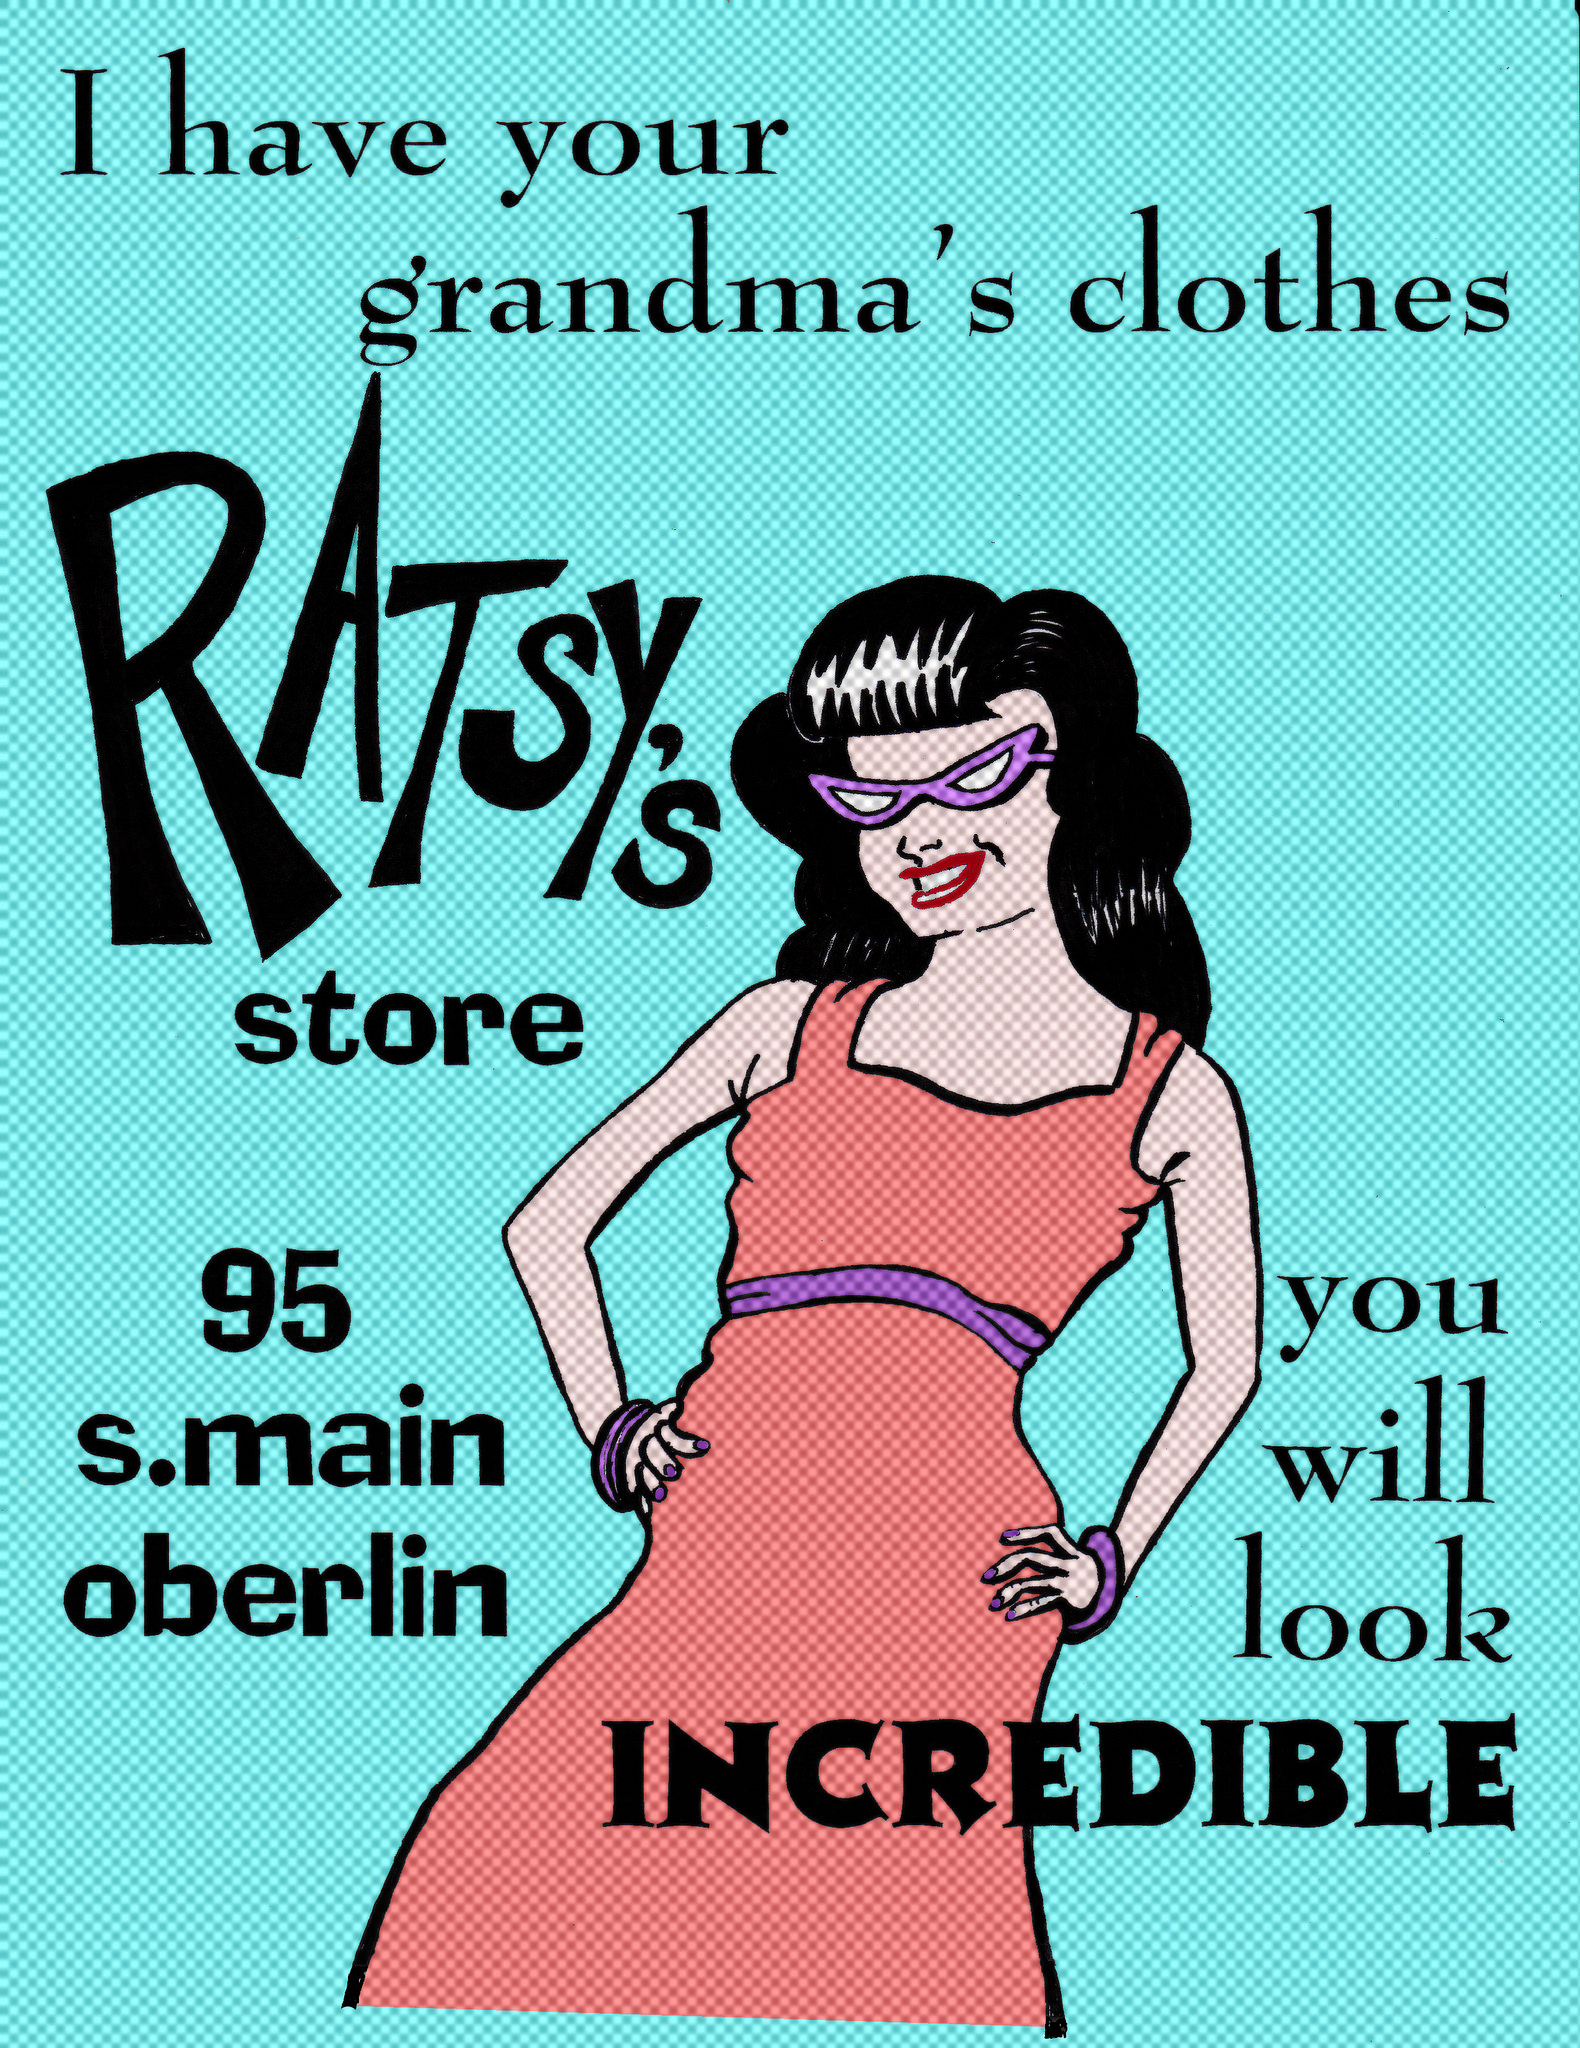 I have your
grandma's clothes
RATSY's
store
95
s.main
oberlin
you
will
look
INCREDIBLE